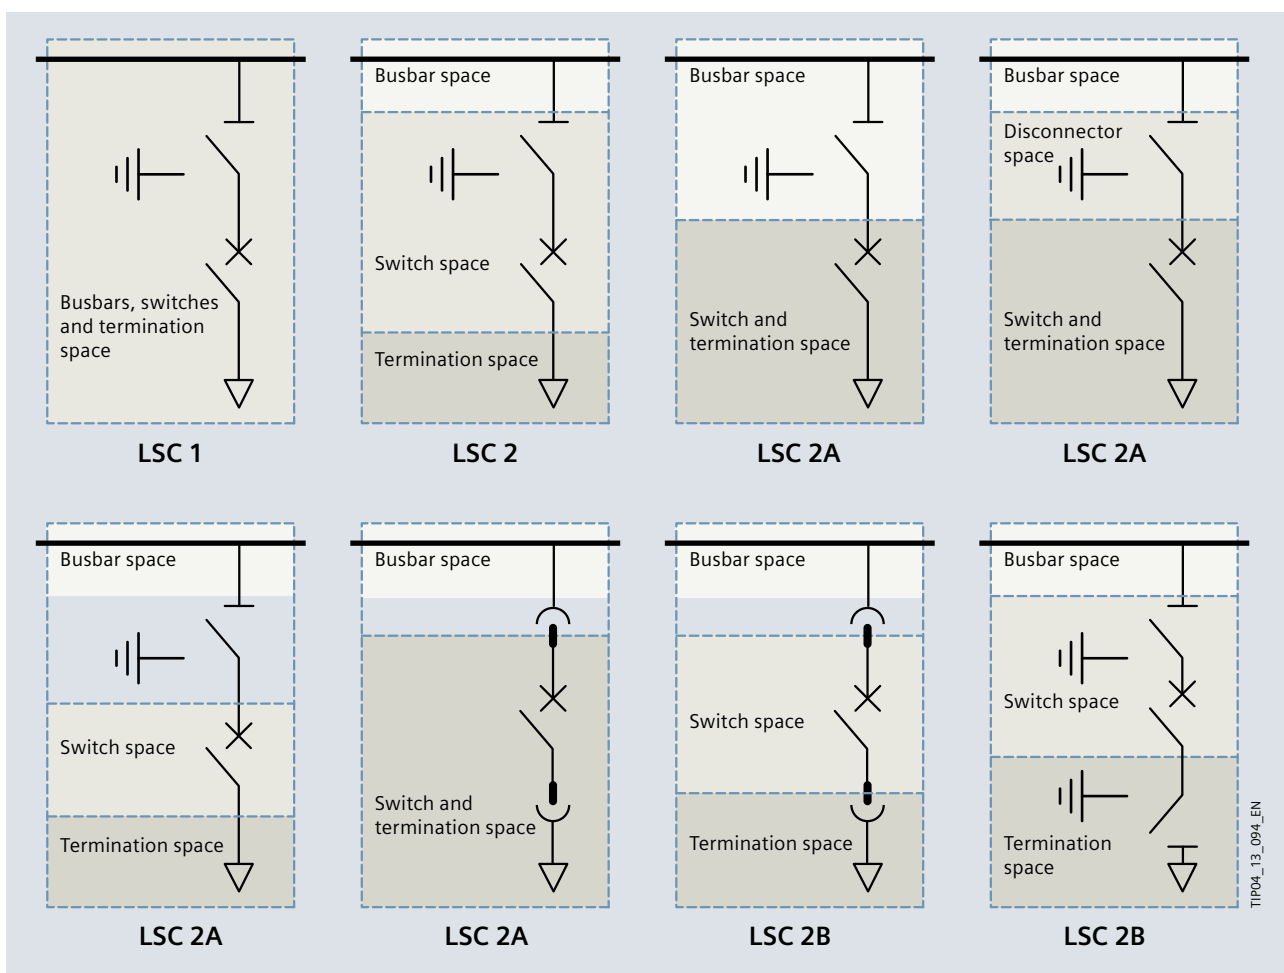 Busbars, switches
and termination
space
LSC 1
Busbar space
Switch space
Termination space
LSC 2
Busbar space
Switch and
termination space
LSC 2A
Busbar space
Disconnector
space
Switch and
termination space
LSC 2A
Busbar space
Switch space
Termination space
LSC 2A
Busbar space
Switch and
termination space
LSC 2A
Busbar space
Switch space
Termination space
LSC 2B
Busbar space
Switch space
Termination
space
LSC 2B
TIP04_13_094_EN